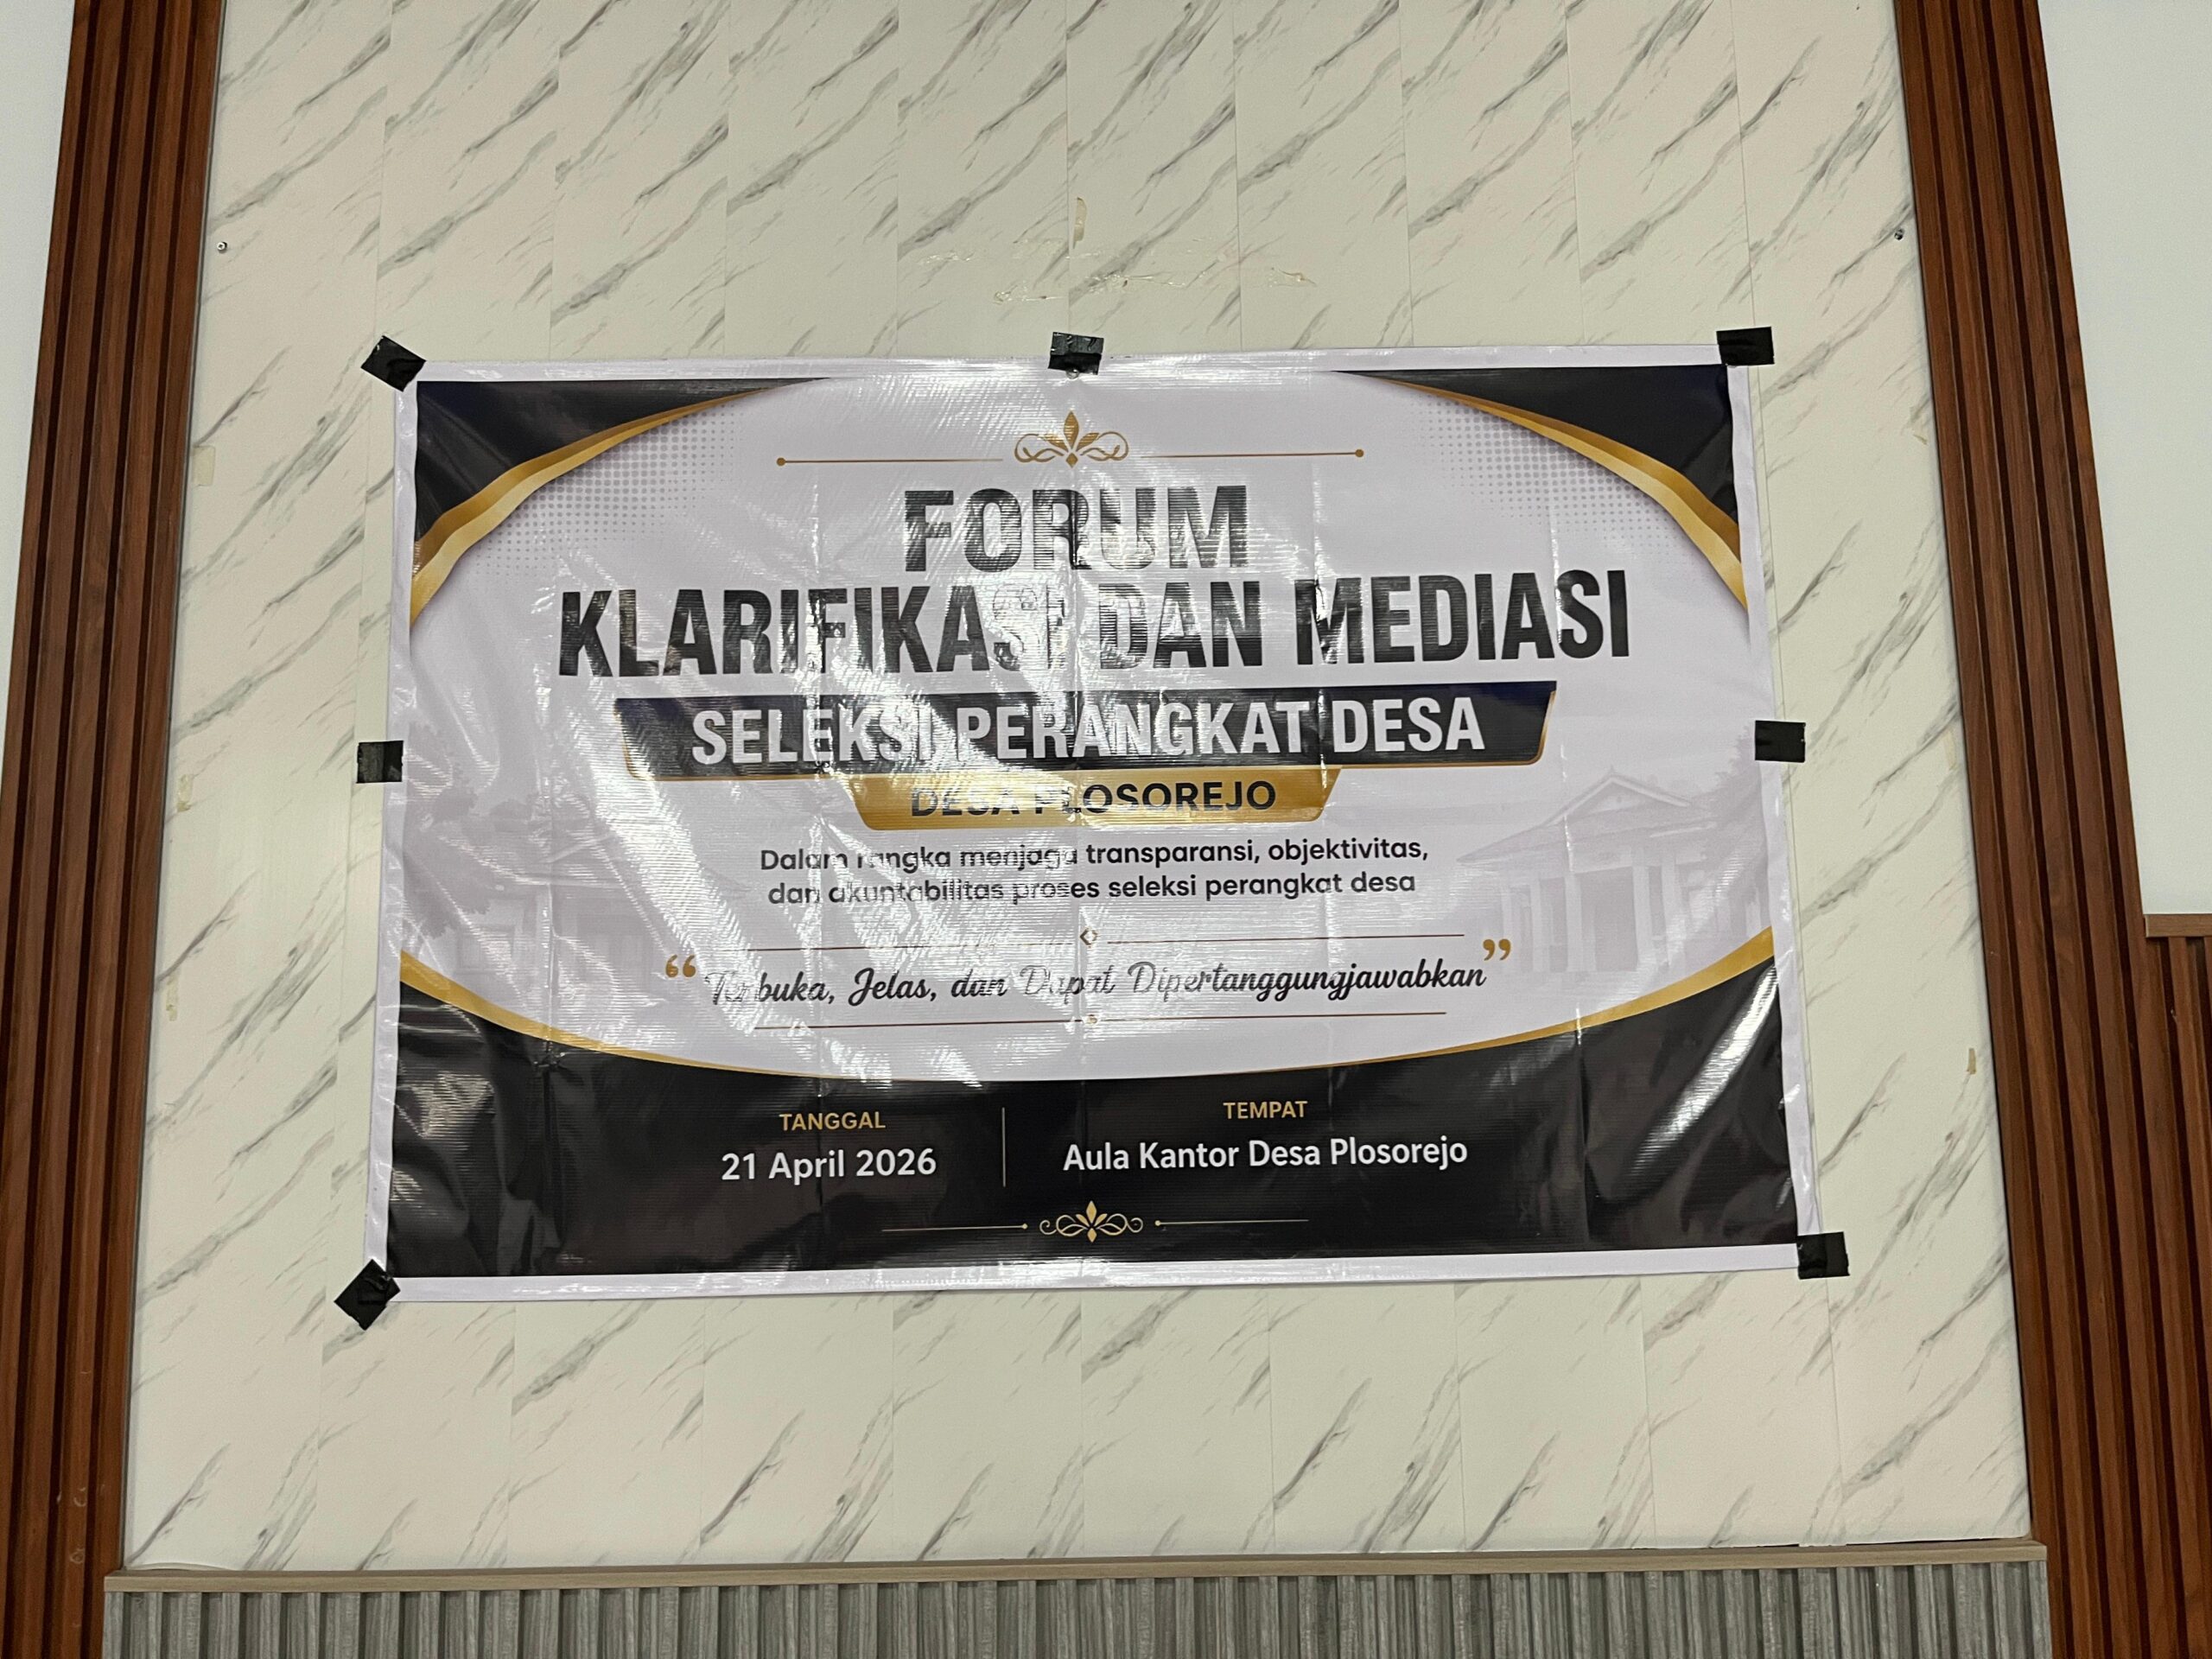 FORUM
KLARIFIKASI DAN MEDIASI
SELEKSI PERANGKAT DESA
DESA PLOSOREJO
Dalam rangka menjaga transparansi, objektivitas,
dan akuntabilitas proses seleksi perangkat desa
“Terbuka, Jelas, dan Dapat Dipertanggungjawabkan”
TANGGAL
21 April 2026
TEMPAT
Aula Kantor Desa Plosorejo